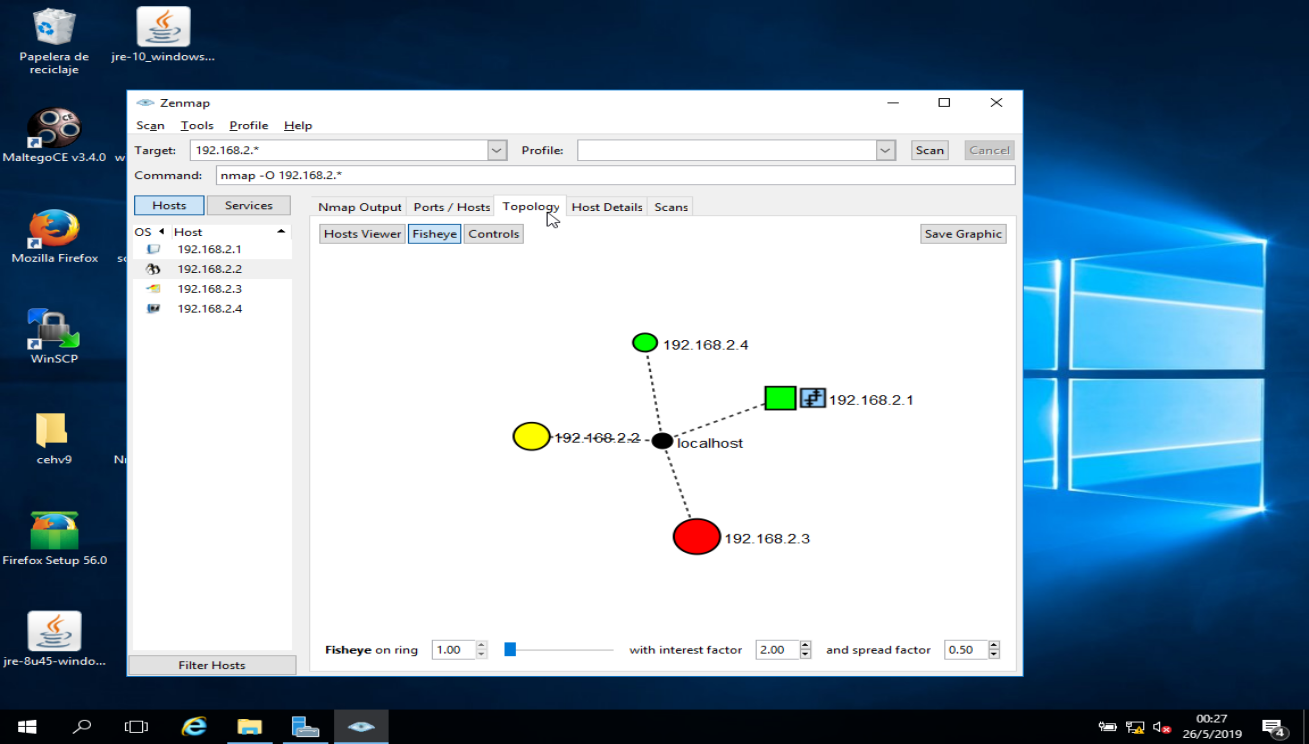 Papelera de
reciclaje
jre-10_windows...
MaltegoCE v3.4.0
w
Mozilla Firefox
WinSCP
cehv9
Firefox Setup 56.0
jre-8u45-windo...
Zenmap
Scan Tools Profile Help
Target: 192.168.2.* Profile: Scan Cancel
Command: nmap -O 192.168.2.*
Hosts Services
Nmap Output Ports / Hosts Topology Host Details Scans
OS Host
192.168.2.1
192.168.2.2
192.168.2.3
192.168.2.4
Filter Hosts
Hosts Viewer Fisheye Controls Save Graphic
192.168.2.4
192.168.2.1
192.168.2.2
localhost
192.168.2.3
Fisheye on ring 1.00 with interest factor 2.00 and spread factor 0.50
00:27
26/5/2019
4